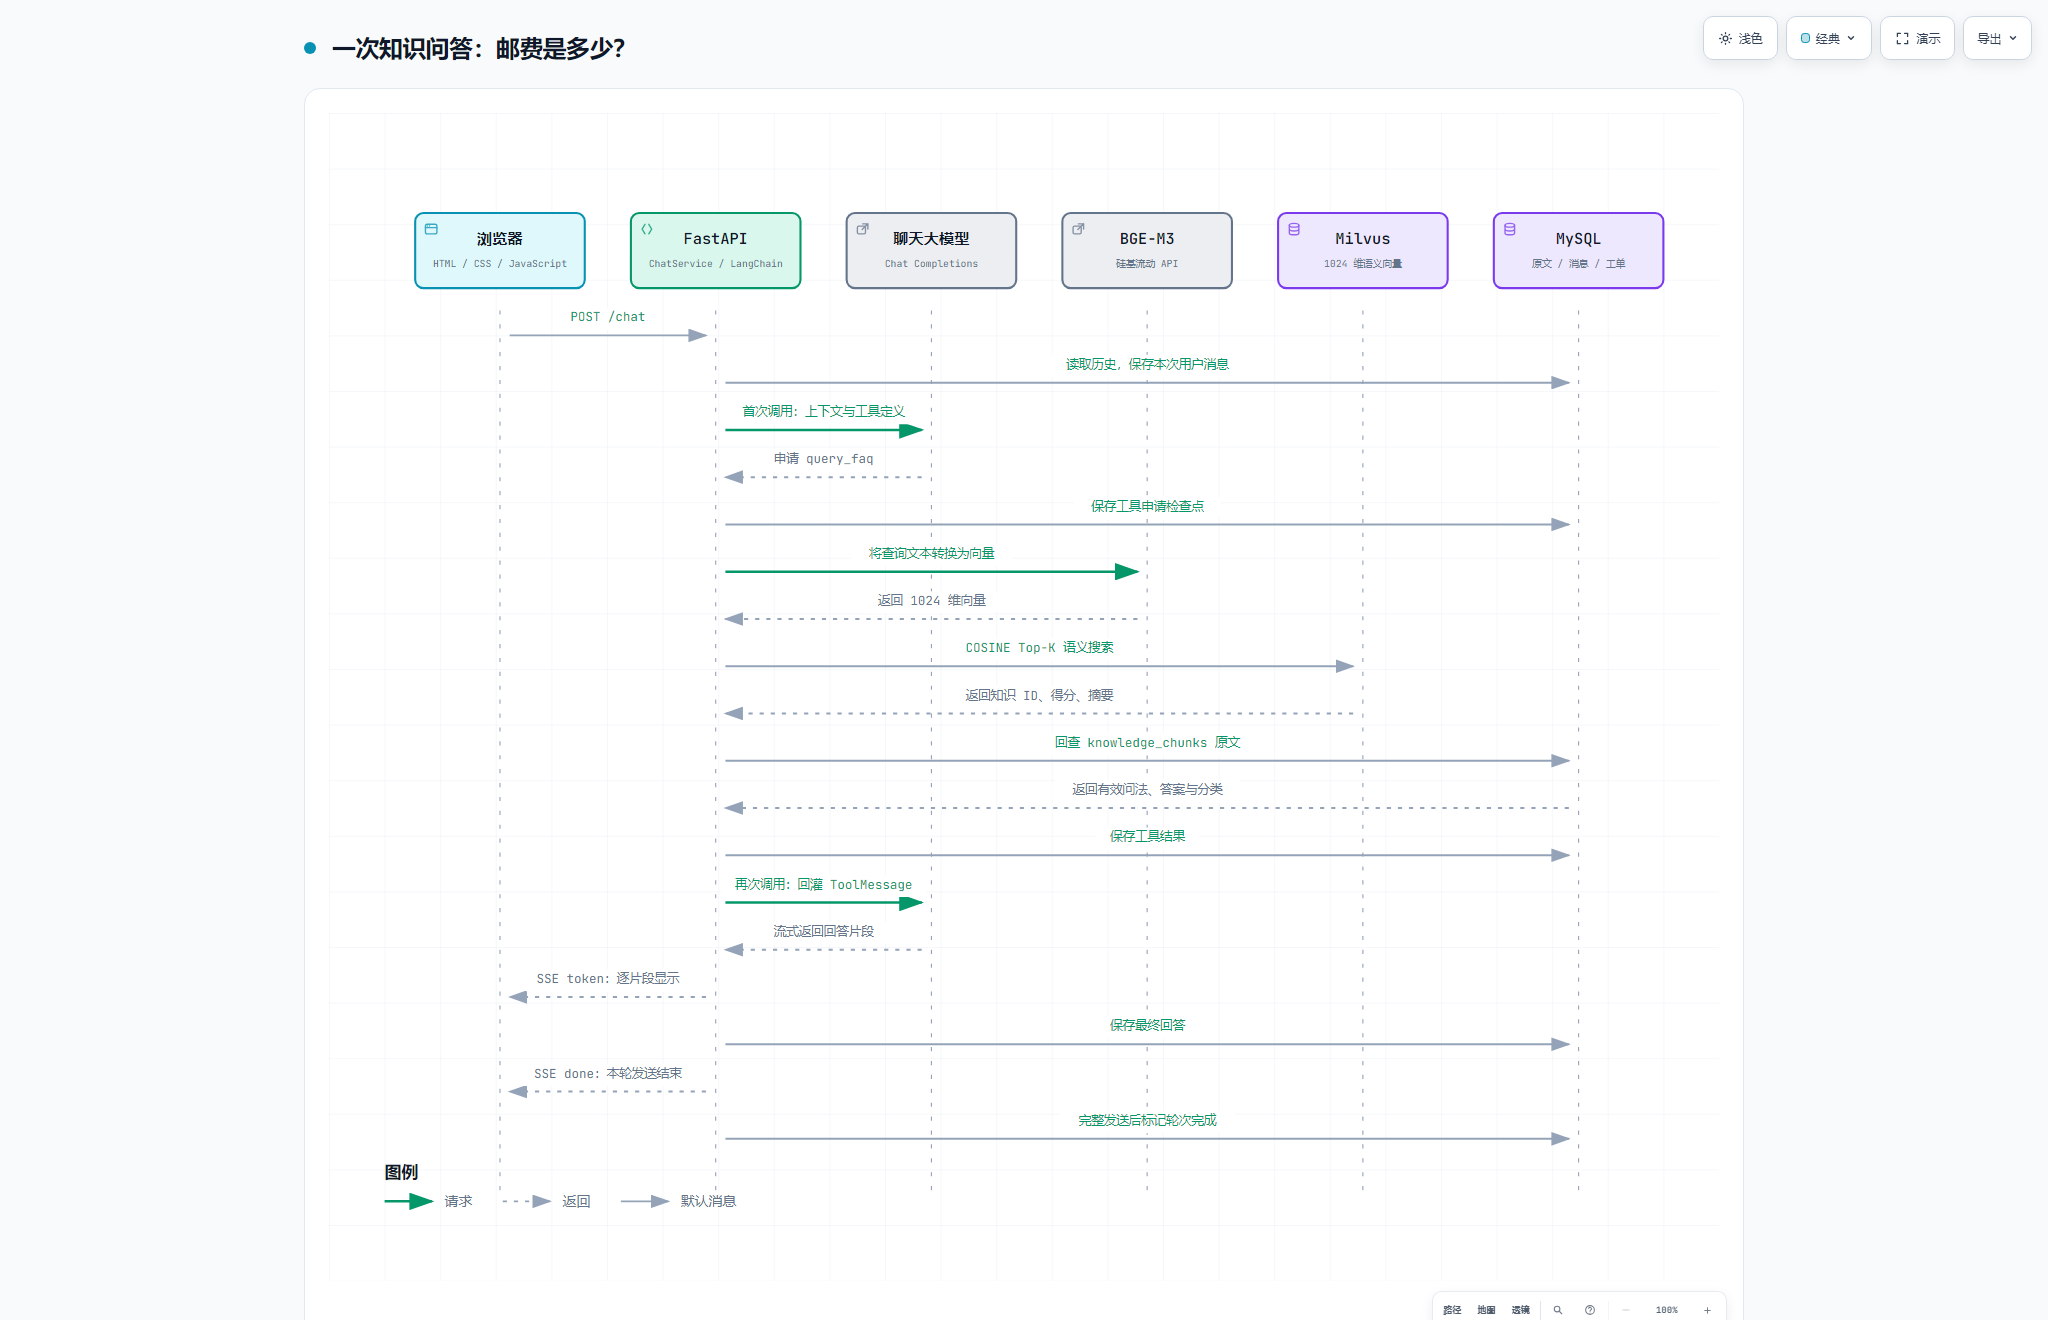 一次知识问答：邮费是多少？
浅色
经典
演示
导出
浏览器
HTML / CSS / JavaScript
FastAPI
ChatService / LangChain
聊天大模型
Chat Completions
BGE-M3
硅基流动 API
Milvus
1024 维语义向量
MySQL
原文 / 消息 / 工单
POST /chat
读取历史，保存本次用户消息
首次调用：上下文与工具定义
申请 query_faq
保存工具申请检查点
将查询文本转换为向量
返回 1024 维向量
COSINE Top-K 语义搜索
返回知识 ID、得分、摘要
回查 knowledge_chunks 原文
返回有效问法、答案与分类
保存工具结果
再次调用：回灌 ToolMessage
流式返回回答片段
SSE token：逐片段显示
保存最终回答
SSE done：本轮发送结束
完整发送后标记轮次完成
图例
请求
返回
默认消息
路径
地图
透镜
100%